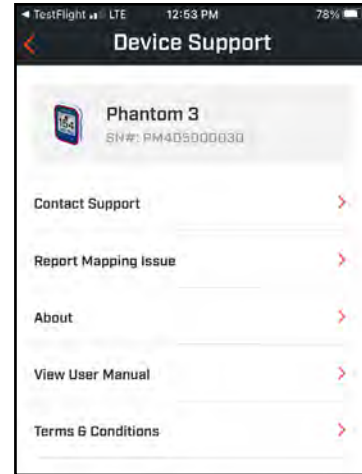 TestFlight LTE 12:53 PM 78%
Device Support
Phantom 3
SN#: PM405000030
Contact Support
Report Mapping Issue
About
View User Manual
Terms & Conditions